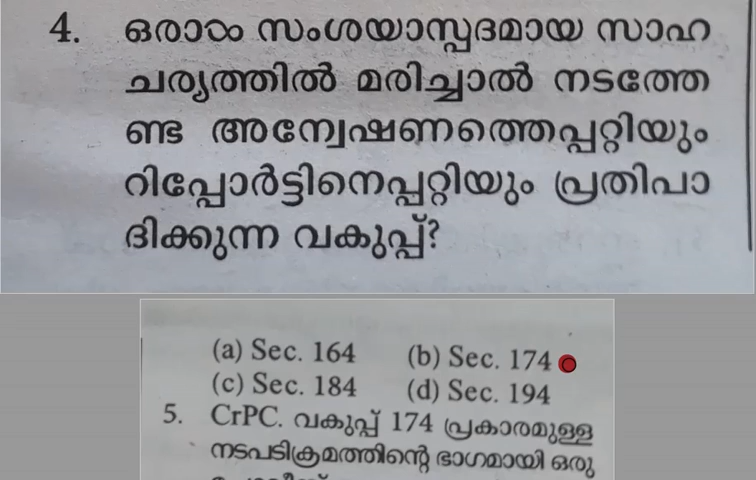 4. ഒരാൾ സംശയാസ്പദമായ സാഹ
ചര്യത്തിൽ മരിച്ചാൽ നടത്തേ
ണ്ട അന്വേഷണത്തെപ്പറ്റിയും
റിപ്പോർട്ടിനെപ്പറ്റിയും പ്രതിപാ
ദിക്കുന്ന വകുപ്പ്?
(a) Sec. 164 (b) Sec. 174
(c) Sec. 184 (d) Sec. 194
5. CrPC. വകുപ്പ് 174 പ്രകാരമുള്ള
നടപടിക്രമത്തിന്റെ ഭാഗമായി ഒരു